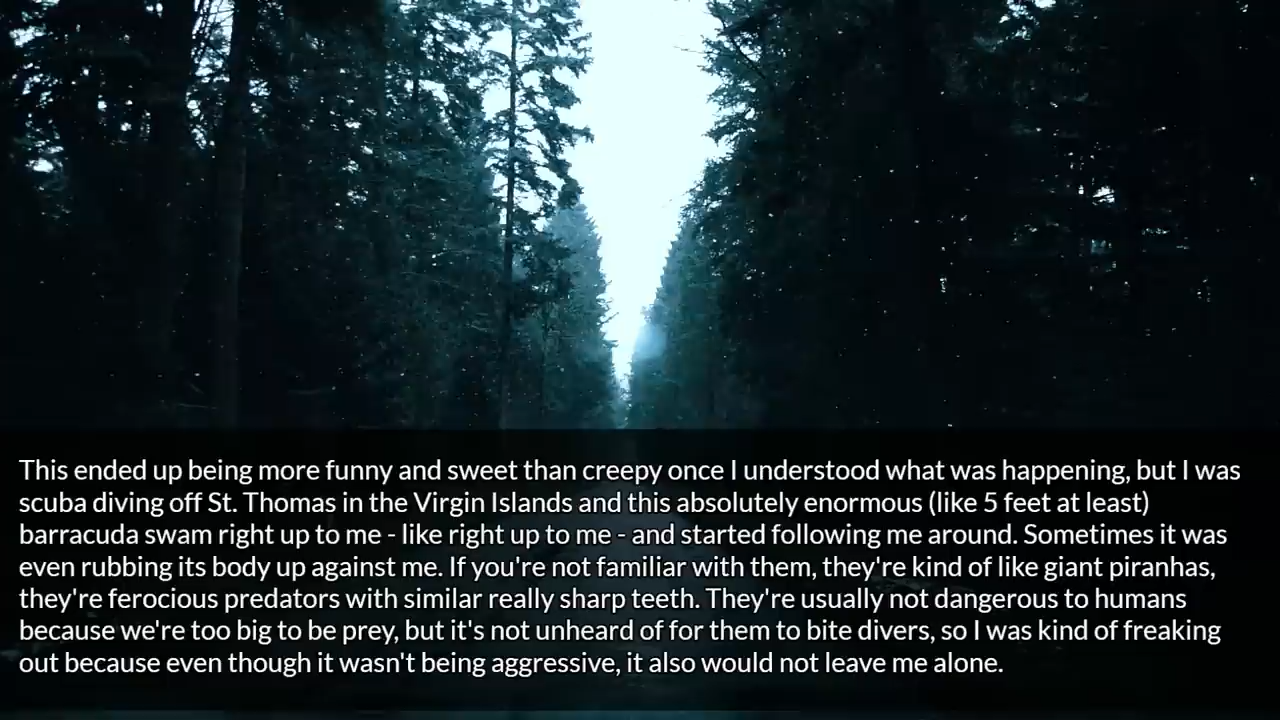 This ended up being more funny and sweet than creepy once I understood what was happening, but I was
scuba diving off St. Thomas in the Virgin Islands and this absolutely enormous (like 5 feet at least)
barracuda swam right up to me - like right up to me - and started following me around. Sometimes it was
even rubbing its body up against me. If you're not familiar with them, they're kind of like giant piranhas,
they're ferocious predators with similar really sharp teeth. They're usually not dangerous to humans
because we're too big to be prey, but it's not unheard of for them to bite divers, so I was kind of freaking
out because even though it wasn't being aggressive, it also would not leave me alone.